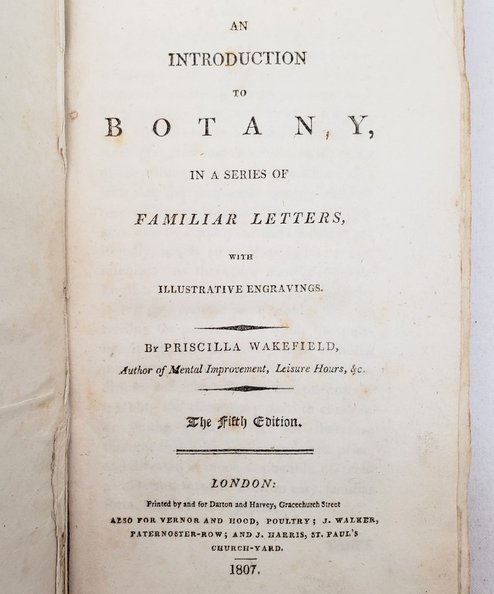 AN
INTRODUCTION
TO
BOTANY,
IN A SERIES OF
FAMILIAR LETTERS,
WITH
ILLUSTRATIVE ENGRAVINGS.
BY PRISCILLA WAKEFIELD,
Author of Mental Improvement, Leisure Hours, &c.
The Fifth Edition.
LONDON:
Printed by and for Darton and Harvey, Gracechurch Street
ALSO FOR VERNOR AND HOOD, POULTRY; J. WALKER,
PATERNOSTER-ROW; AND J. HARRIS, ST. PAUL'S
CHURCH-YARD.
1807.